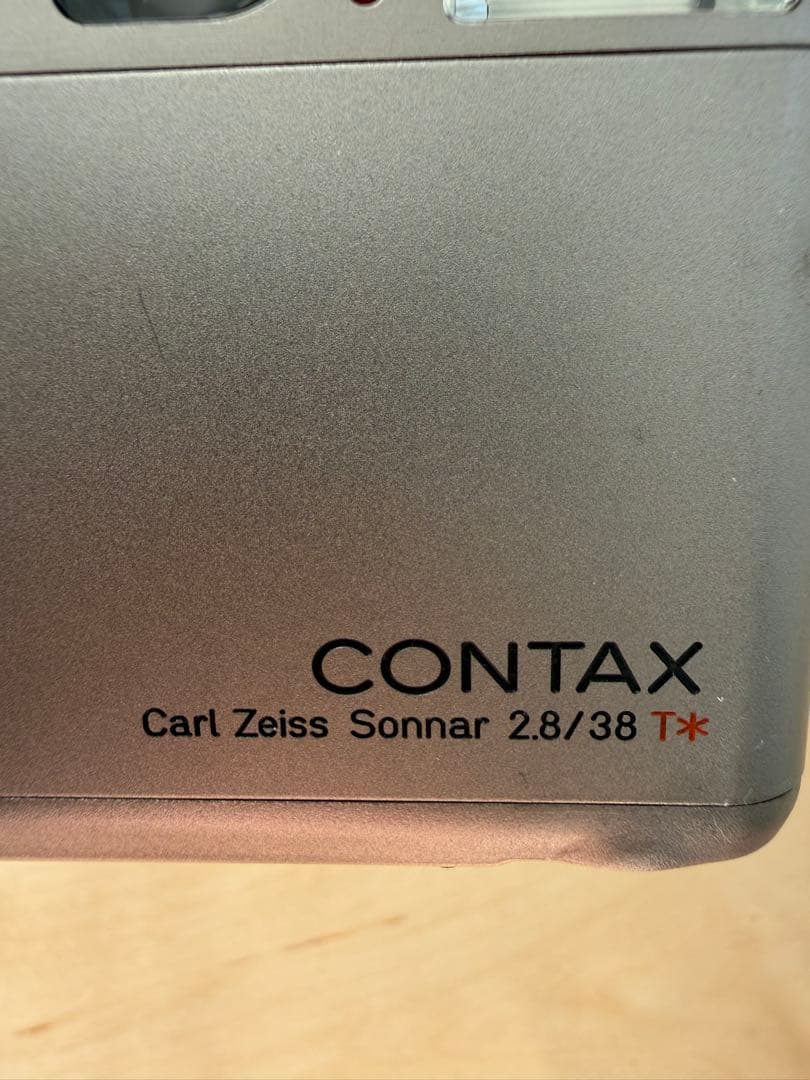 CONTAX
Carl Zeiss Sonnar 2.8/38 T*